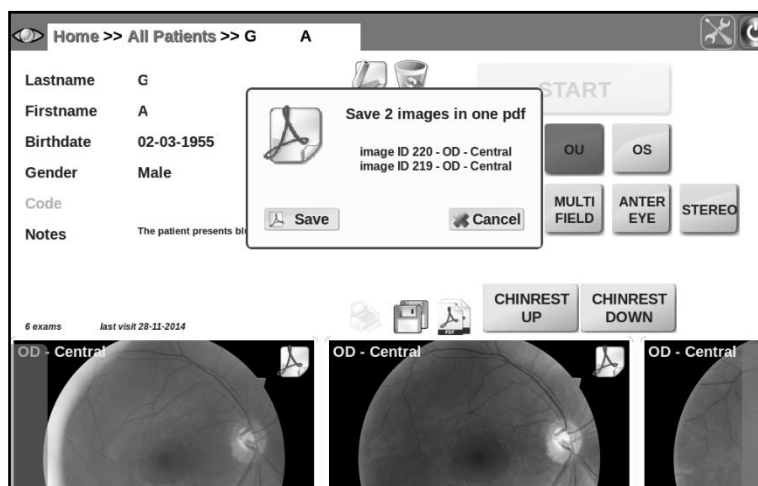 Home >> All Patients >> G A
Lastname G
Firstname A
Birthdate 02-03-1955
Gender Male
Code
Notes The patient presents
START
OU OS
MULTI FIELD
ANTER EYE
STEREO
Save 2 images in one pdf
image ID 220 - OD - Central
image ID 219 - OD - Central
Save Cancel
6 exams last visit 28-11-2014
PDF
CHINREST UP
CHINREST DOWN
OD - Central
OD - Central
OD - Central